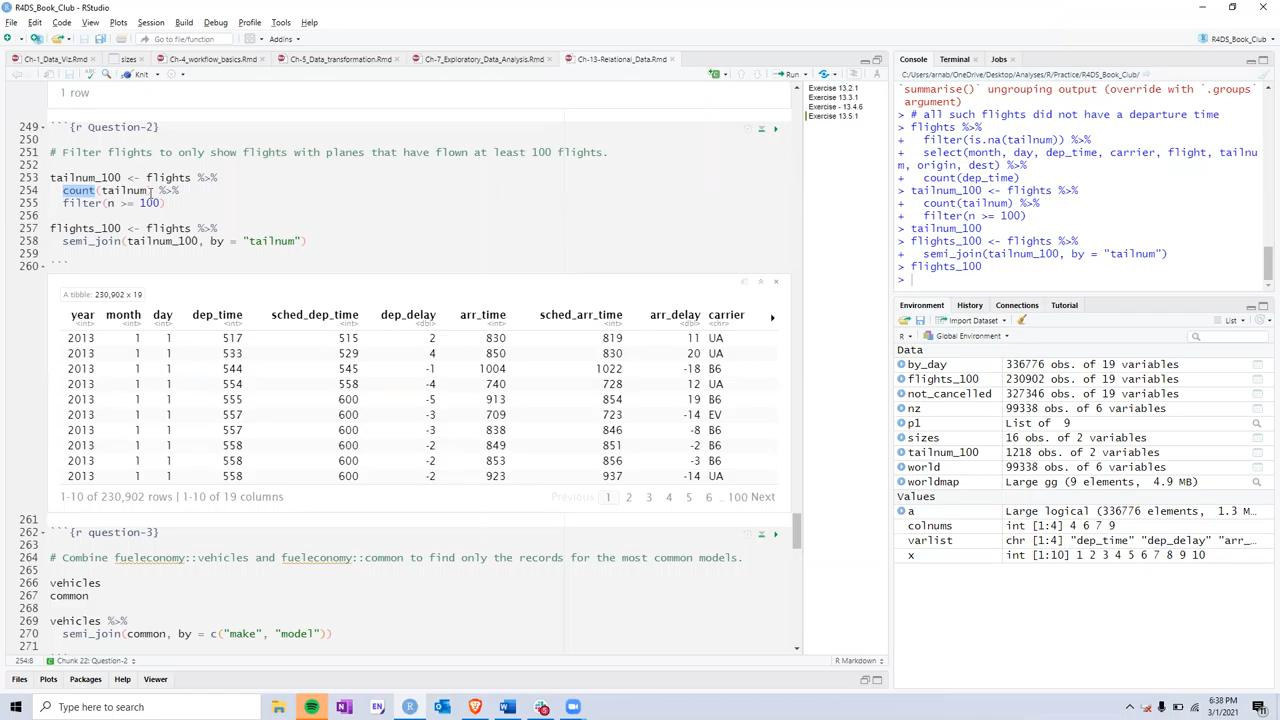 R4DS_Book_Club - RStudio
File Edit Code View Plots Session Build Debug Profile Tools Help
Go to file/function Addins R4DS_Book_Club
Ch-1_Data_Viz.Rmd sizes Ch-4_workflow_basics.Rmd Ch-5_Data_transformation.Rmd Ch-7_Exploratory_Data_Analysis.Rmd Ch-13-Relational_Data.Rmd
Knit Run
1 row
249 ```{r Question-2}
250
251 # Filter flights to only show flights with planes that have flown at least 100 flights.
252
253 tailnum_100 <- flights %>%
254 count(tailnum) %>%
255 filter(n >= 100)
256
257 flights_100 <- flights %>%
258 semi_join(tailnum_100, by = "tailnum")
259
260 ```
A tibble: 230,902 x 19
year month day dep_time sched_dep_time dep_delay arr_time sched_arr_time arr_delay carrier
<int> <int> <int> <int> <int> <dbl> <int> <int> <dbl> <chr>
2013 1 1 517 515 2 830 819 11 UA
2013 1 1 533 529 4 850 830 20 UA
2013 1 1 544 545 -1 1004 1022 -18 B6
2013 1 1 554 558 -4 740 728 12 UA
2013 1 1 555 600 -5 913 854 19 B6
2013 1 1 557 600 -3 709 723 -14 EV
2013 1 1 557 600 -3 838 846 -8 B6
2013 1 1 558 600 -2 849 851 -2 B6
2013 1 1 558 600 -2 853 856 -3 B6
2013 1 1 558 600 -2 923 937 -14 UA
1-10 of 230,902 rows | 1-10 of 19 columns Previous 1 2 3 4 5 6 ... 100 Next
261
262 ```{r question-3}
263
264 # Combine fueleconomy::vehicles and fueleconomy::common to find only the records for the most common models.
265
266 vehicles
267 common
268
269 vehicles %>%
270 semi_join(common, by = c("make", "model"))
271
254:8 Chunk 22: Question-2 R Markdown
Files Plots Packages Help Viewer
Exercise 13.2.1
Exercise 13.3.1
Exercise - 13.4.6
Exercise 13.5.1
Console Terminal Jobs
C:/Users/arnab/OneDrive/Desktop/Analyses/R/Practice/R4DS_Book_Club/
`summarise()` ungrouping output (override with `.groups`
argument)
> # all such flights did not have a departure time
> flights %>%
+ filter(is.na(tailnum)) %>%
+ select(month, day, dep_time, carrier, flight, tailnu
m, origin, dest) %>%
+ count(dep_time)
> tailnum_100 <- flights %>%
+ count(tailnum) %>%
+ filter(n >= 100)
> tailnum_100
> flights_100 <- flights %>%
+ semi_join(tailnum_100, by = "tailnum")
> flights_100
>
Environment History Connections Tutorial
Import Dataset List
R Global Environment
Data
by_day 336776 obs. of 19 variables
flights_100 230902 obs. of 19 variables
not_cancelled 327346 obs. of 19 variables
nz 99338 obs. of 6 variables
p1 List of 9
sizes 16 obs. of 2 variables
tailnum_100 1218 obs. of 2 variables
world 99338 obs. of 6 variables
worldmap Large gg (9 elements, 4.9 MB)
Values
a Large logical (336776 elements, 1.3 M…
colnums int [1:4] 4 6 7 9
varlist chr [1:4] "dep_time" "dep_delay" "arr_…
x int [1:10] 1 2 3 4 5 6 7 8 9 10
Type here to search
6:38 PM
3/1/2021